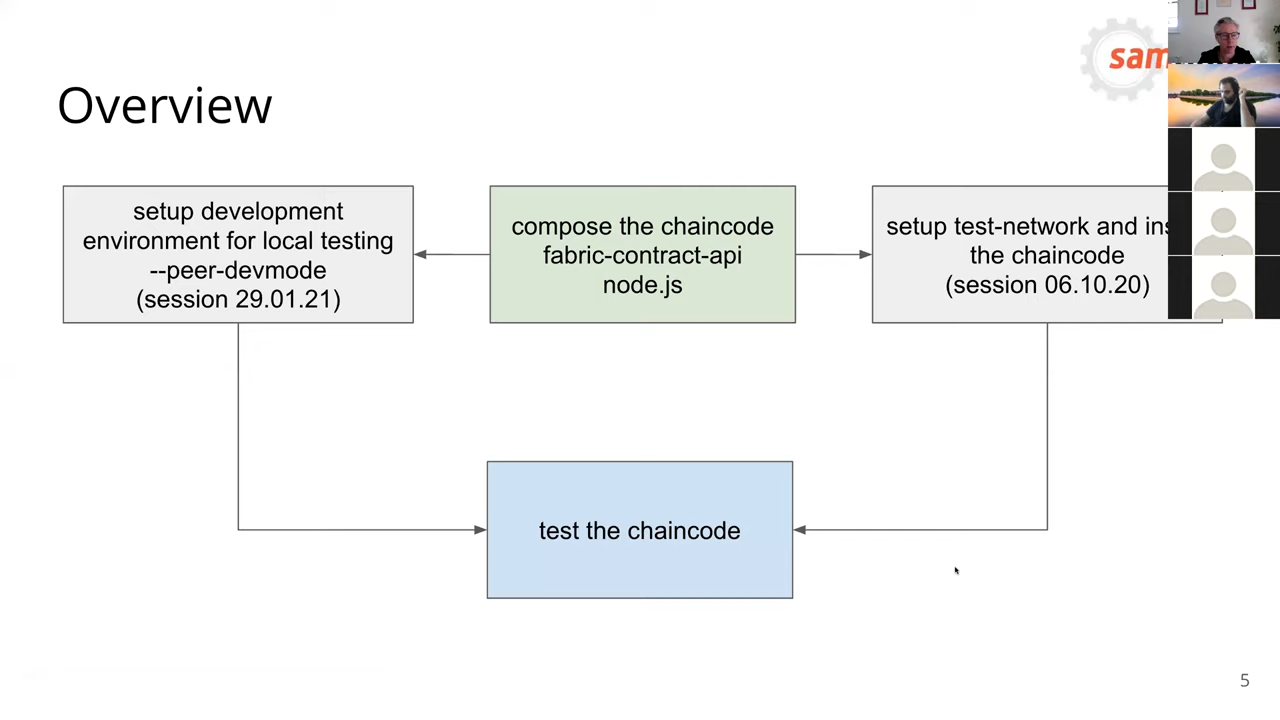 Overview
sam
setup development
environment for local testing
--peer-devmode
(session 29.01.21)
compose the chaincode
fabric-contract-api
node.js
setup test-network and ins
the chaincode
(session 06.10.20)
test the chaincode
5